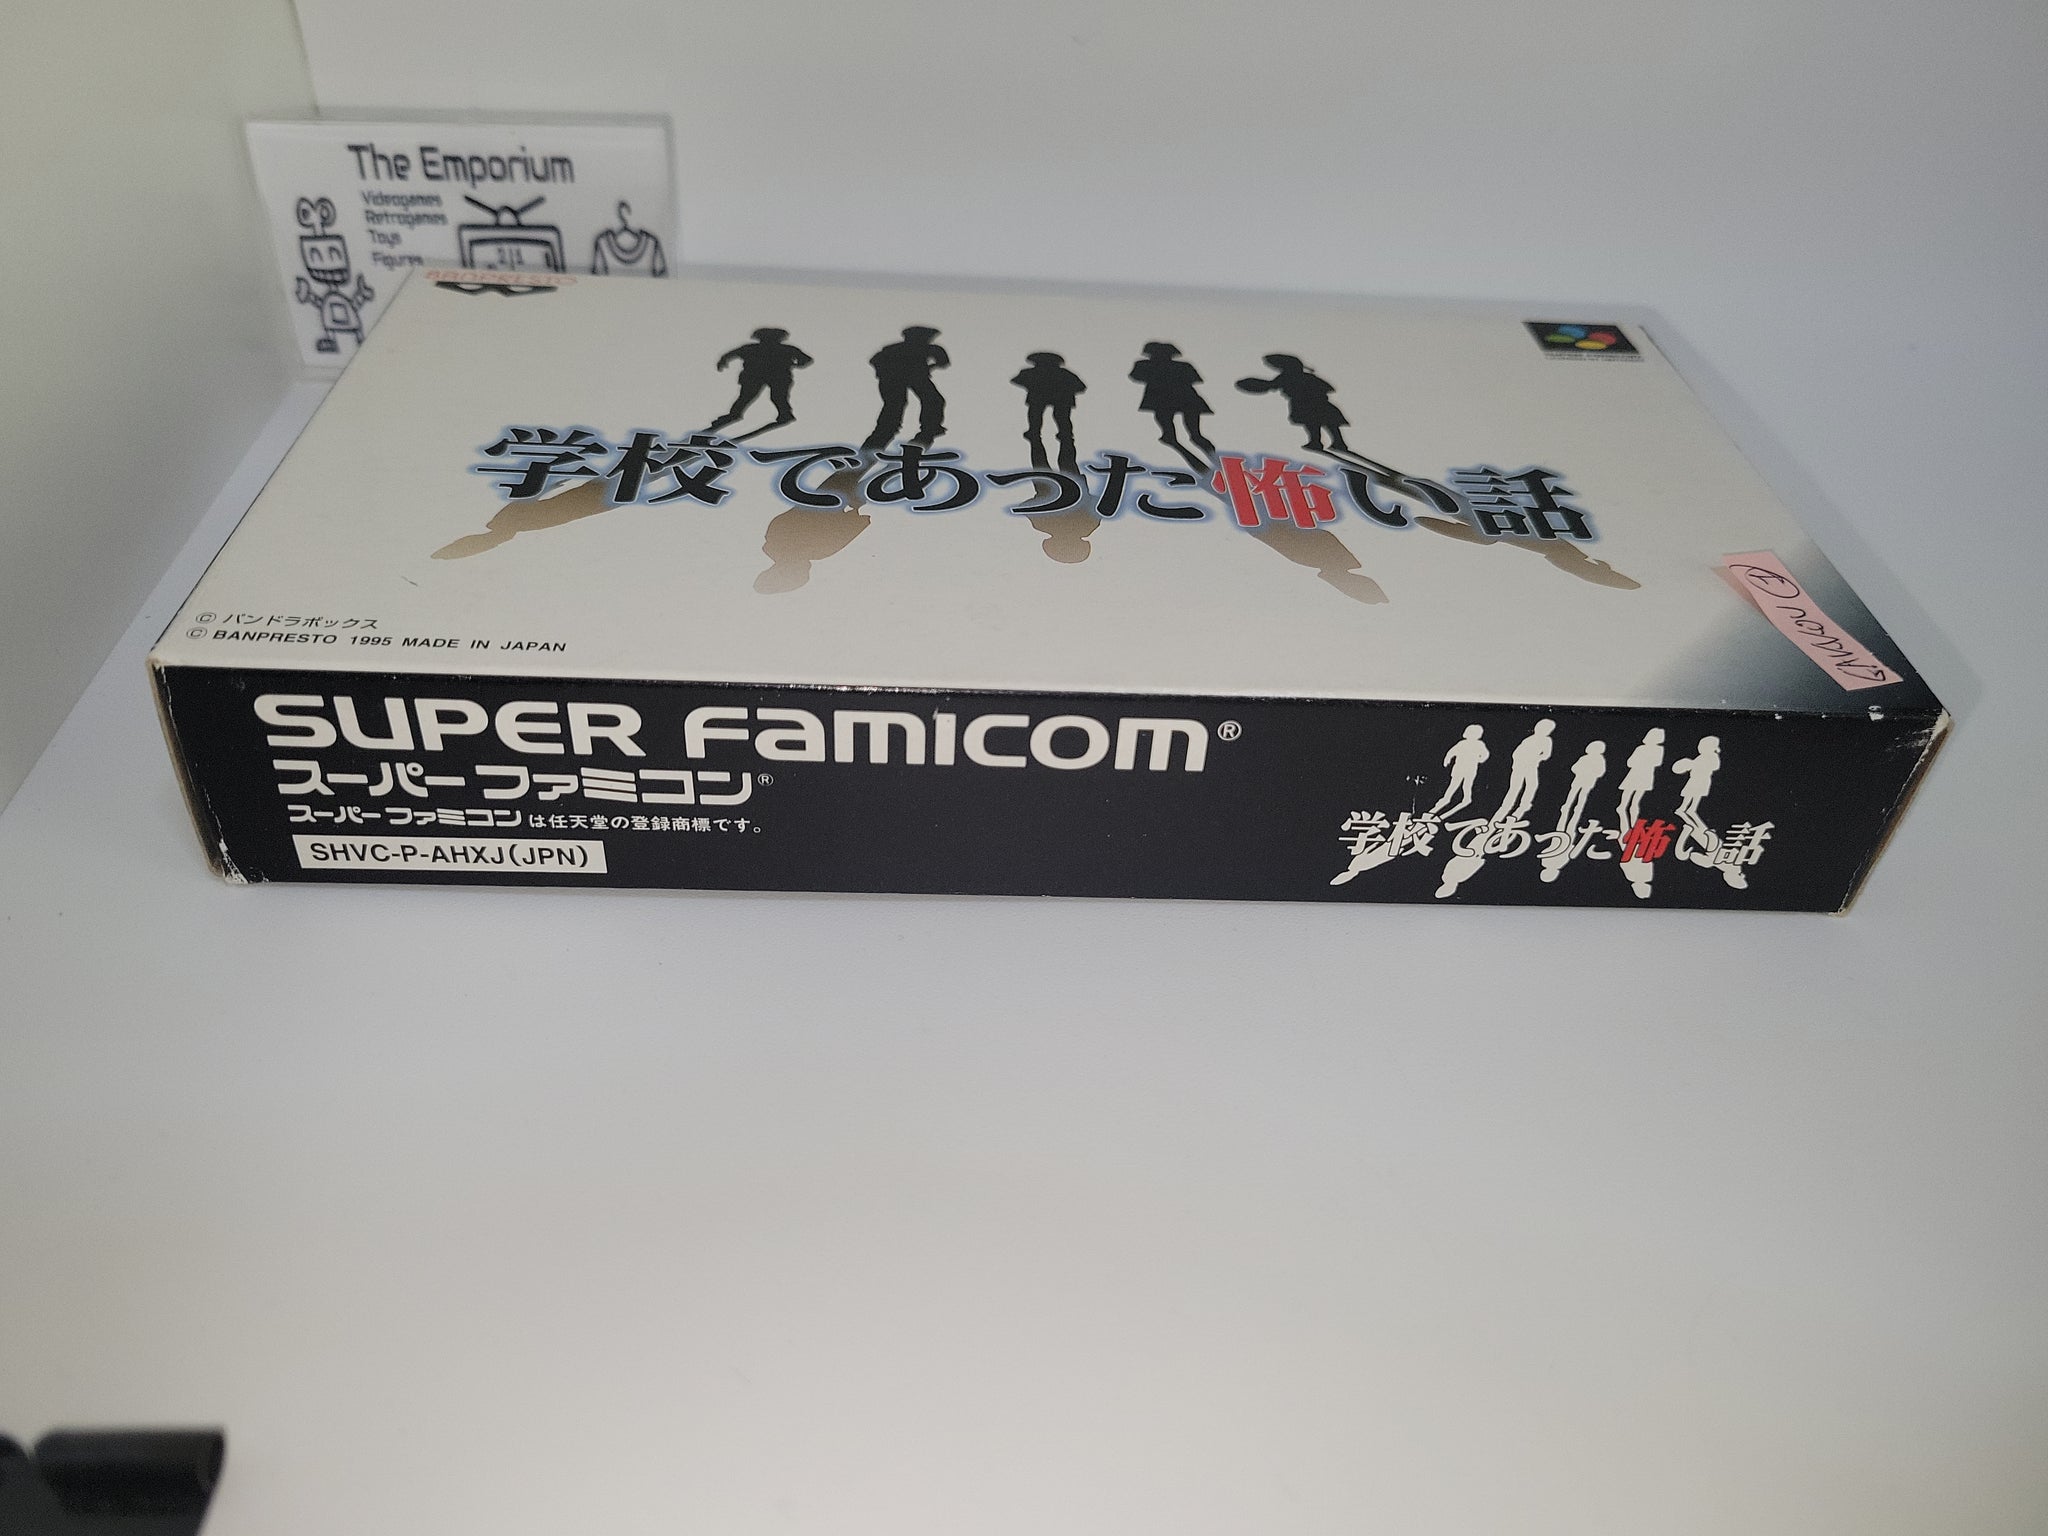 The Emporium
Videogames
Retrogames
Toys
Figures
BANPRESTO
学校であった怖い話
© パンドラボックス
© BANPRESTO 1995 MADE IN JAPAN
SUPER Famicom®
スーパーファミコン®
スーパーファミコンは任天堂の登録商標です。
SHVC-P-AHXJ(JPN)
学校であった怖い話